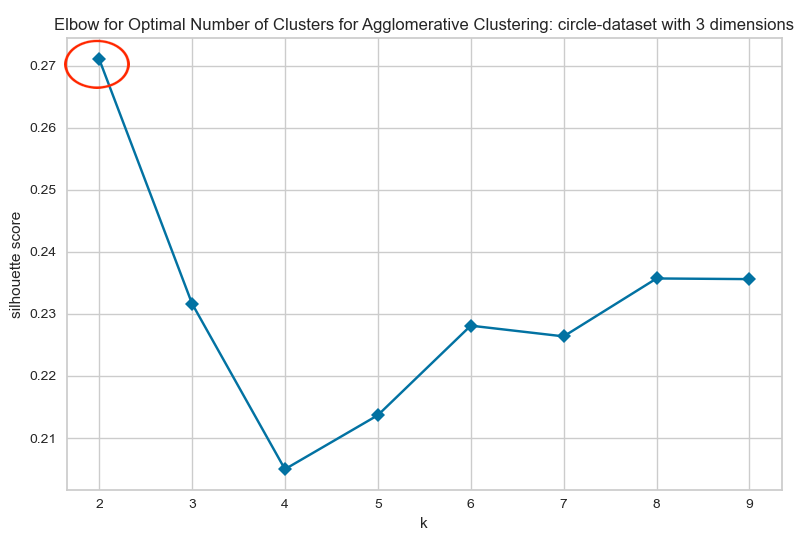 Elbow for Optimal Number of Clusters for Agglomerative Clustering: circle-dataset with 3 dimensions
silhouette score
0.27
0.26
0.25
0.24
0.23
0.22
0.21
2 3 4 5 6 7 8 9
k